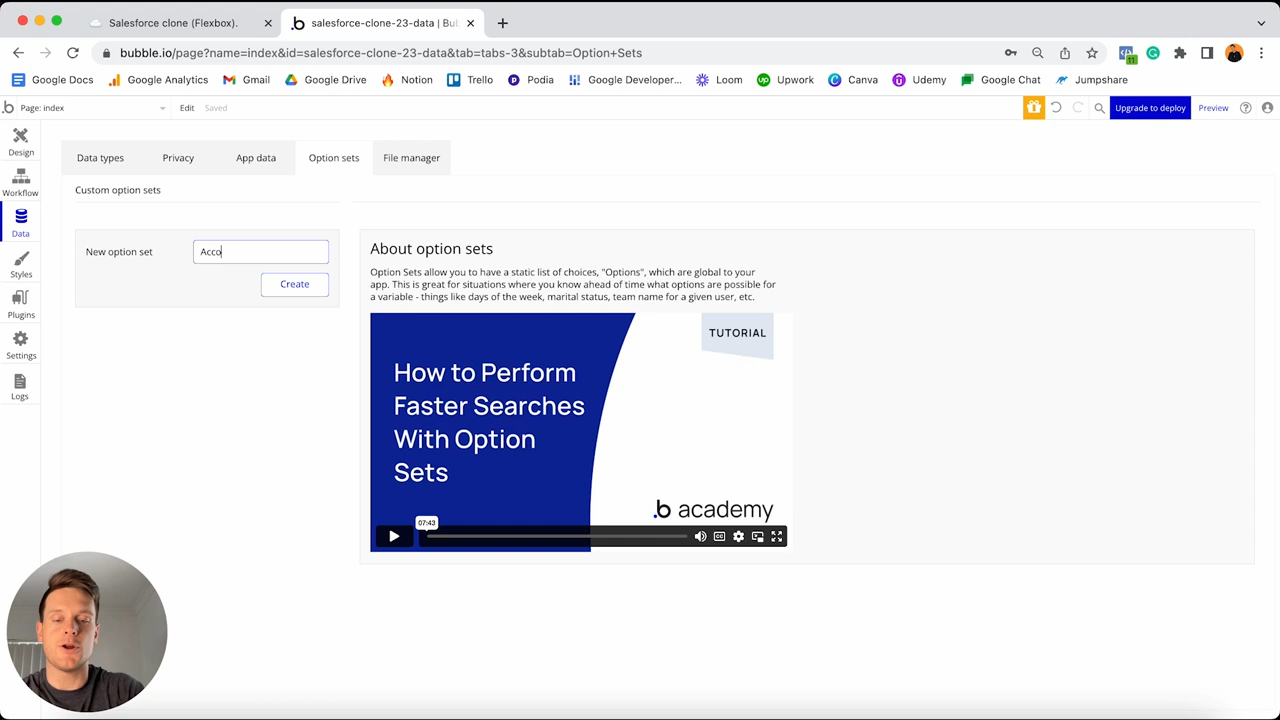 Salesforce clone (Flexbox).
salesforce-clone-23-data | Bu
bubble.io/page?name=index&id=salesforce-clone-23-data&tab=tabs-3&subtab=Option+Sets
11
Google Docs
Google Analytics
Gmail
Google Drive
Notion
Trello
Podia
Google Developer...
Loom
Upwork
Canva
Udemy
Google Chat
Jumpshare
Page: index
Edit
Saved
Upgrade to deploy
Preview
Design
Workflow
Data
Styles
Plugins
Settings
Logs
Data types
Privacy
App data
Option sets
File manager
Custom option sets
New option set
Acco
Create
About option sets
Option Sets allow you to have a static list of choices, "Options", which are global to your
app. This is great for situations where you know ahead of time what options are possible for
a variable - things like days of the week, marital status, team name for a given user, etc.
TUTORIAL
How to Perform
Faster Searches
With Option
Sets
.b academy
07:43